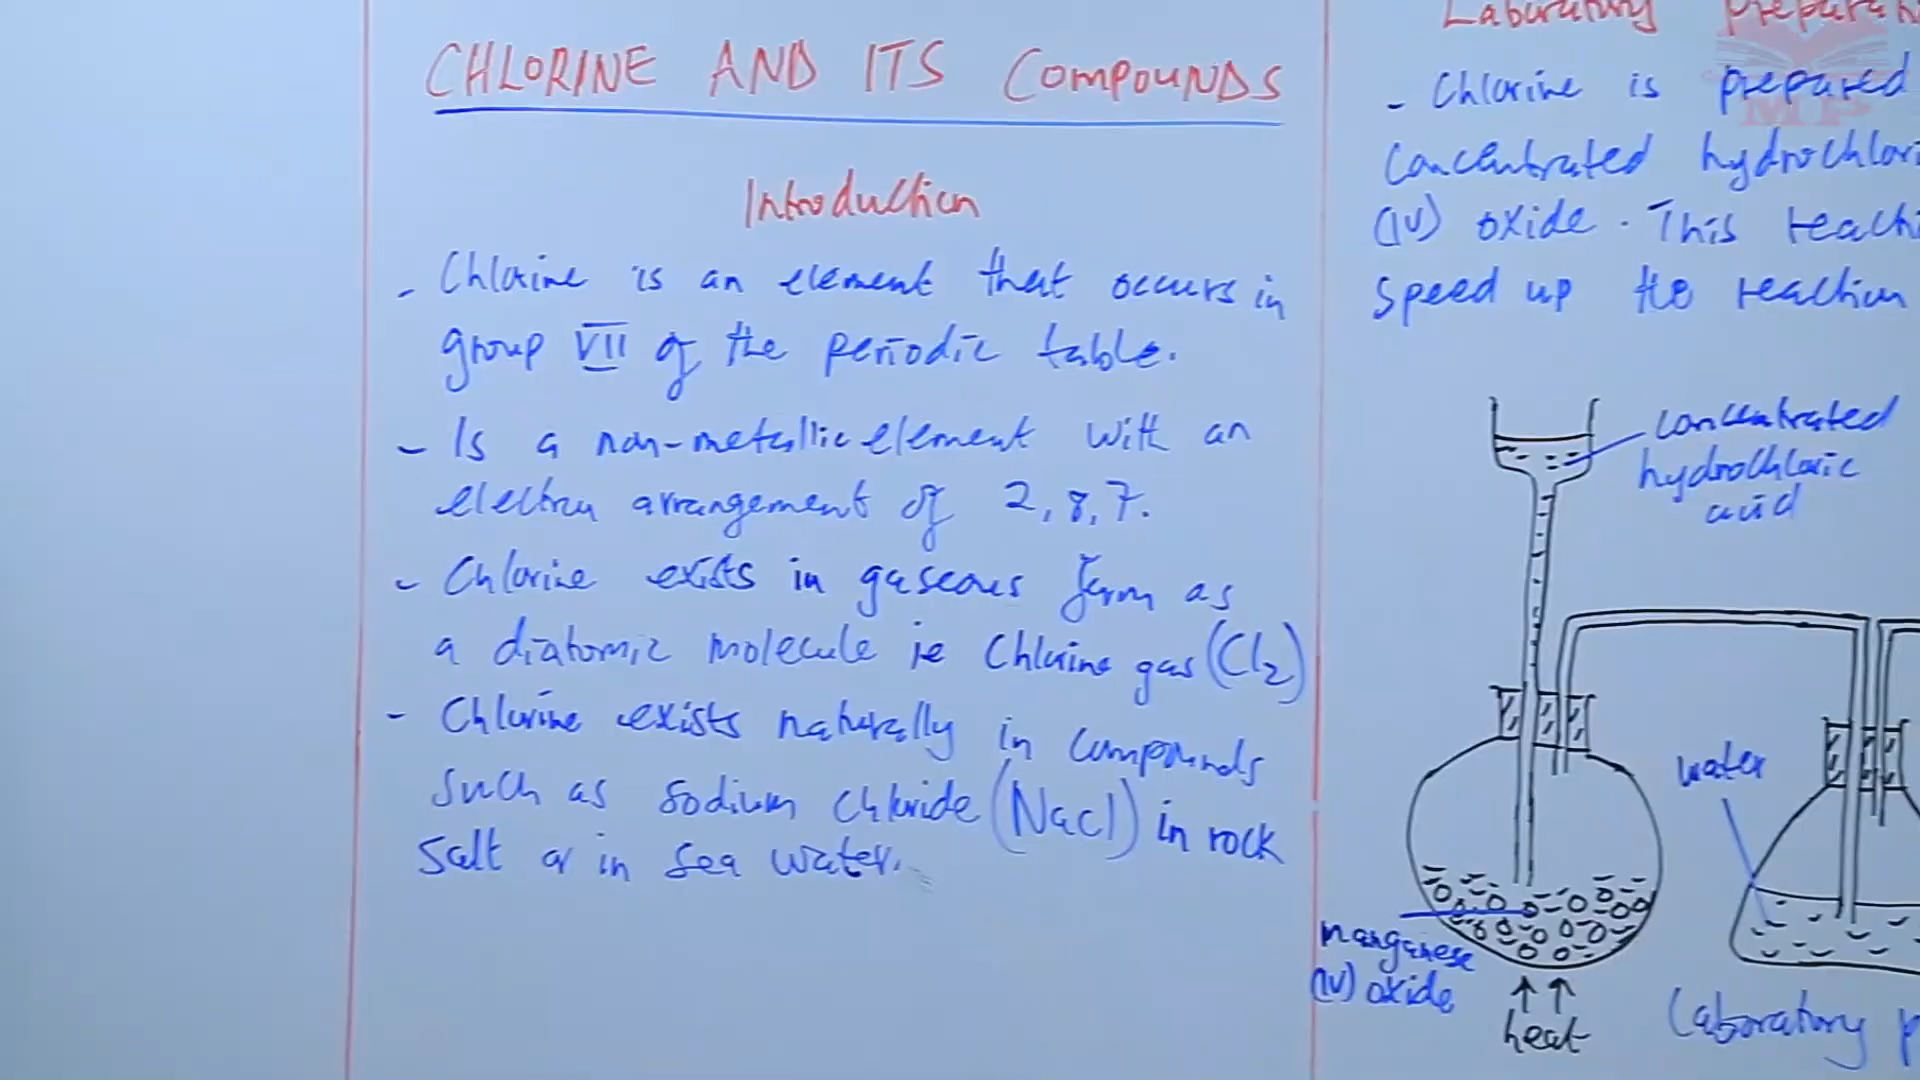 CHLORINE AND ITS COMPOUNDS
Introduction
- Chlorine is an element that occurs in
group VII of the periodic table.
- Is a non-metallic element with an
electron arrangement of 2,8,7.
- Chlorine exists in gaseous form as
a diatomic molecule ie Chlorine gas (Cl2)
- Chlorine exists naturally in compounds
such as sodium chloride (NaCl) in rock
salt or in sea water.
Laboratory
- Chlorine is prepared
concentrated
(IV) oxide. This
speed up the reaction
concentrated
hydrochloric
acid
water
manganese
(IV) oxide
heat
Laboratory
MP